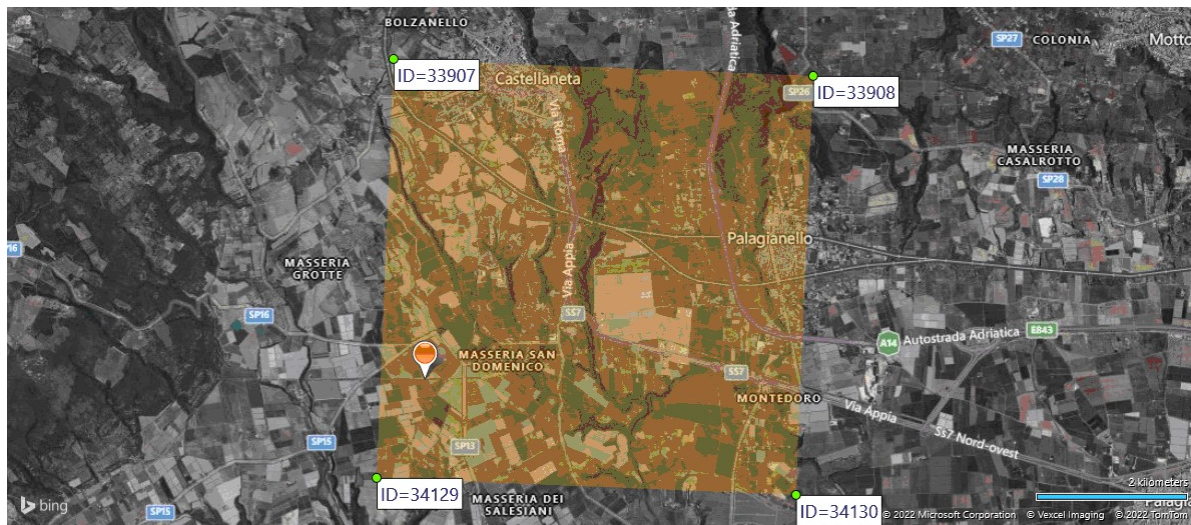 BOLZANELLO
SP27
COLONIA
Motto
da Adriatica
ID=33907
Castellaneta
SP26
ID=33908
Via Roma
MASSERIA
CASALROTTO
SP28
P16
MASSERIA
GROTTE
Via Appia
Palagianello
SP16
SS7
MASSERIA SAN
DOMENICO
A14
Autostrada Adriatica
E843
SS7
MONTEDORO
Via Appia
Ss7 Nord-ovest
SP15
SP13
ID=34129
MASSERIA DEI
SALESIANI
ID=34130
2 kilometers
Palagi
bing
SP15
© 2022 Microsoft Corporation © Vexcel Imaging © 2022 TomTom